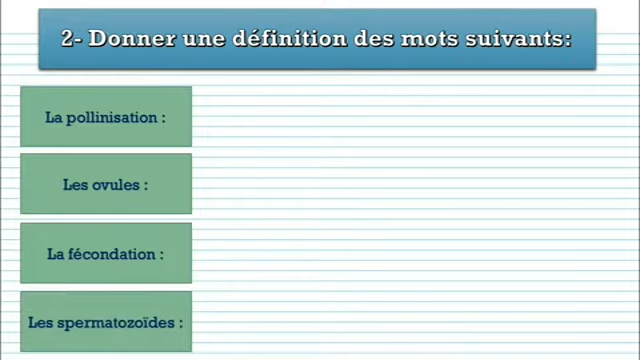 2- Donner une définition des mots suivants:
La pollinisation :
Les ovules :
La fécondation :
Les spermatozoïdes :